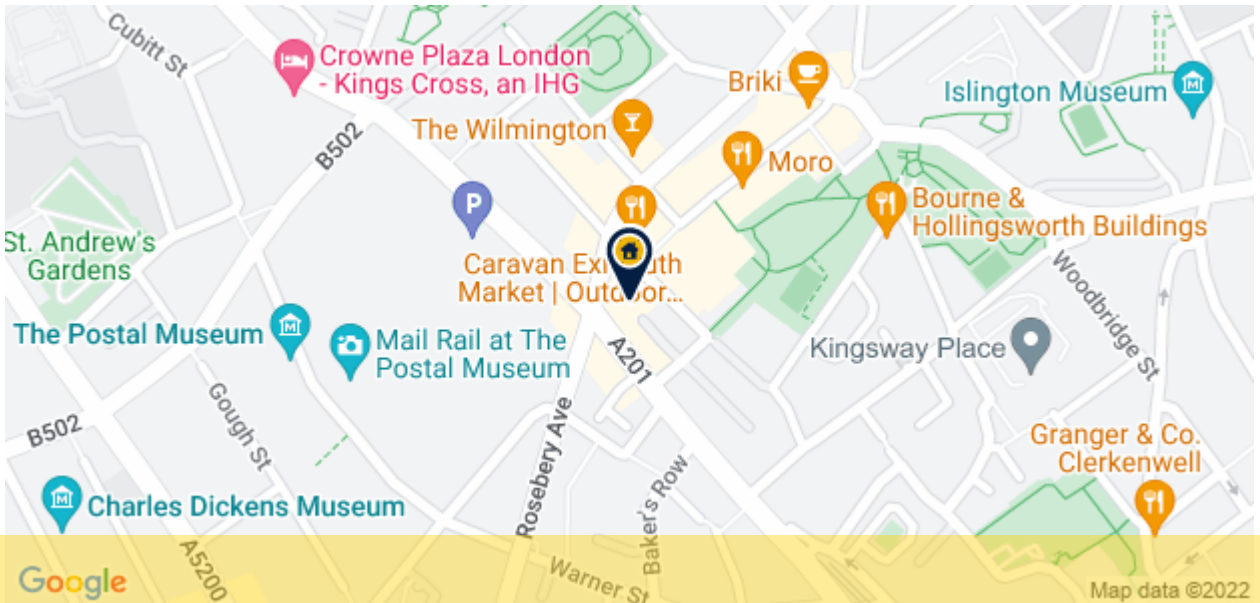 Cubitt St
Crowne Plaza London
- Kings Cross, an IHG
Briki
Islington Museum
The Wilmington
B502
Moro
P
Bourne &
Hollingsworth Buildings
St. Andrew's
Gardens
Caravan Exmouth
Market | Outdoor...
Woodbridge St
The Postal Museum
Mail Rail at The
Postal Museum
A201
Kingsway Place
Gough St
B502
Rosebery Ave
Granger & Co.
Clerkenwell
Baker's Row
Charles Dickens Museum
A5200
Warner St
Google
Map data ©2022